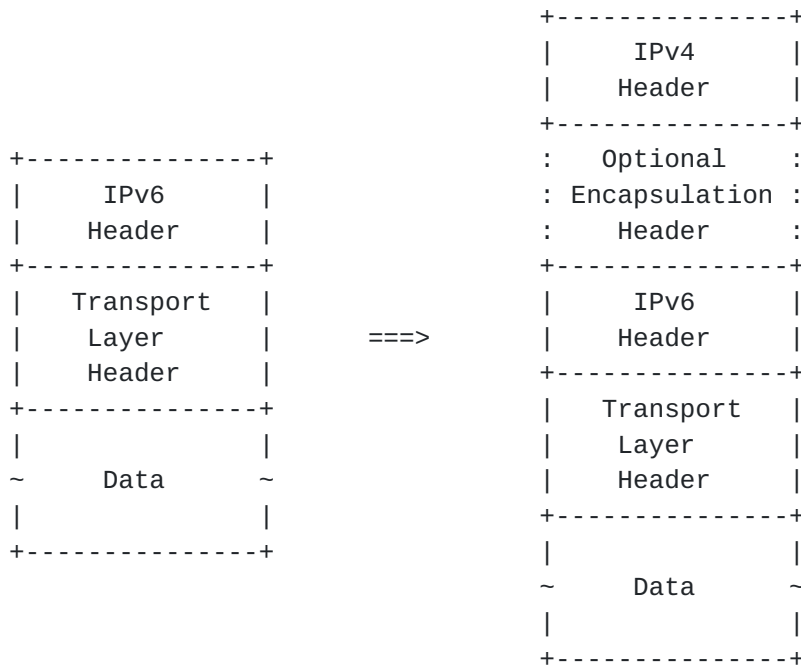 +---------------+
|      IPv4      |
|     Header     |
+---------------+
+---------------+                 :   Optional    :
|     IPv6      |                 : Encapsulation :
|    Header     |                 :    Header     :
+---------------+                 +---------------+
|   Transport   |                 |     IPv6      |
|    Layer      |      ===>       |    Header     |
|    Header     |                 +---------------+
+---------------+                 |   Transport   |
|               |                 |    Layer      |
~     Data      ~                 |    Header     |
|               |                 +---------------+
+---------------+                 |               |
~     Data      ~
|               |
+---------------+